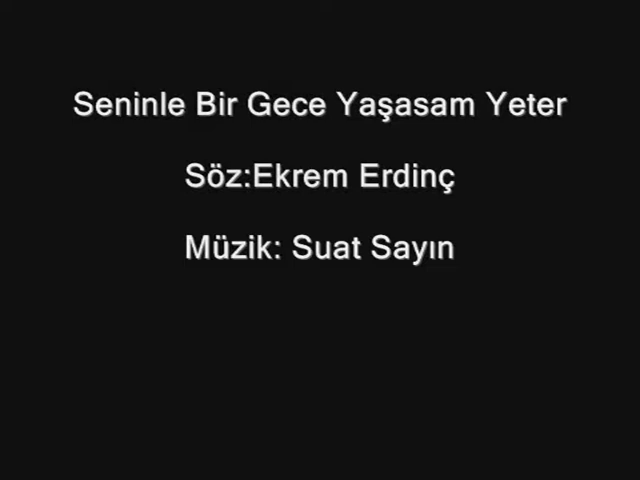 Seninle Bir Gece Yaşasam Yeter
Söz:Ekrem Erdinç
Müzik: Suat Sayın